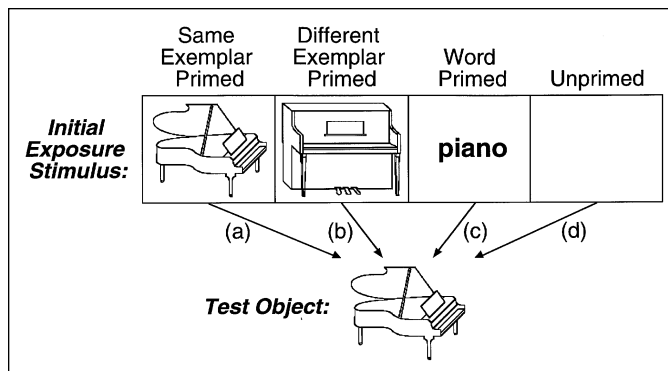 Same Exemplar Primed
Different Exemplar Primed
Word Primed
Unprimed
Initial Exposure Stimulus:
piano
(a)
(b)
(c)
(d)
Test Object: